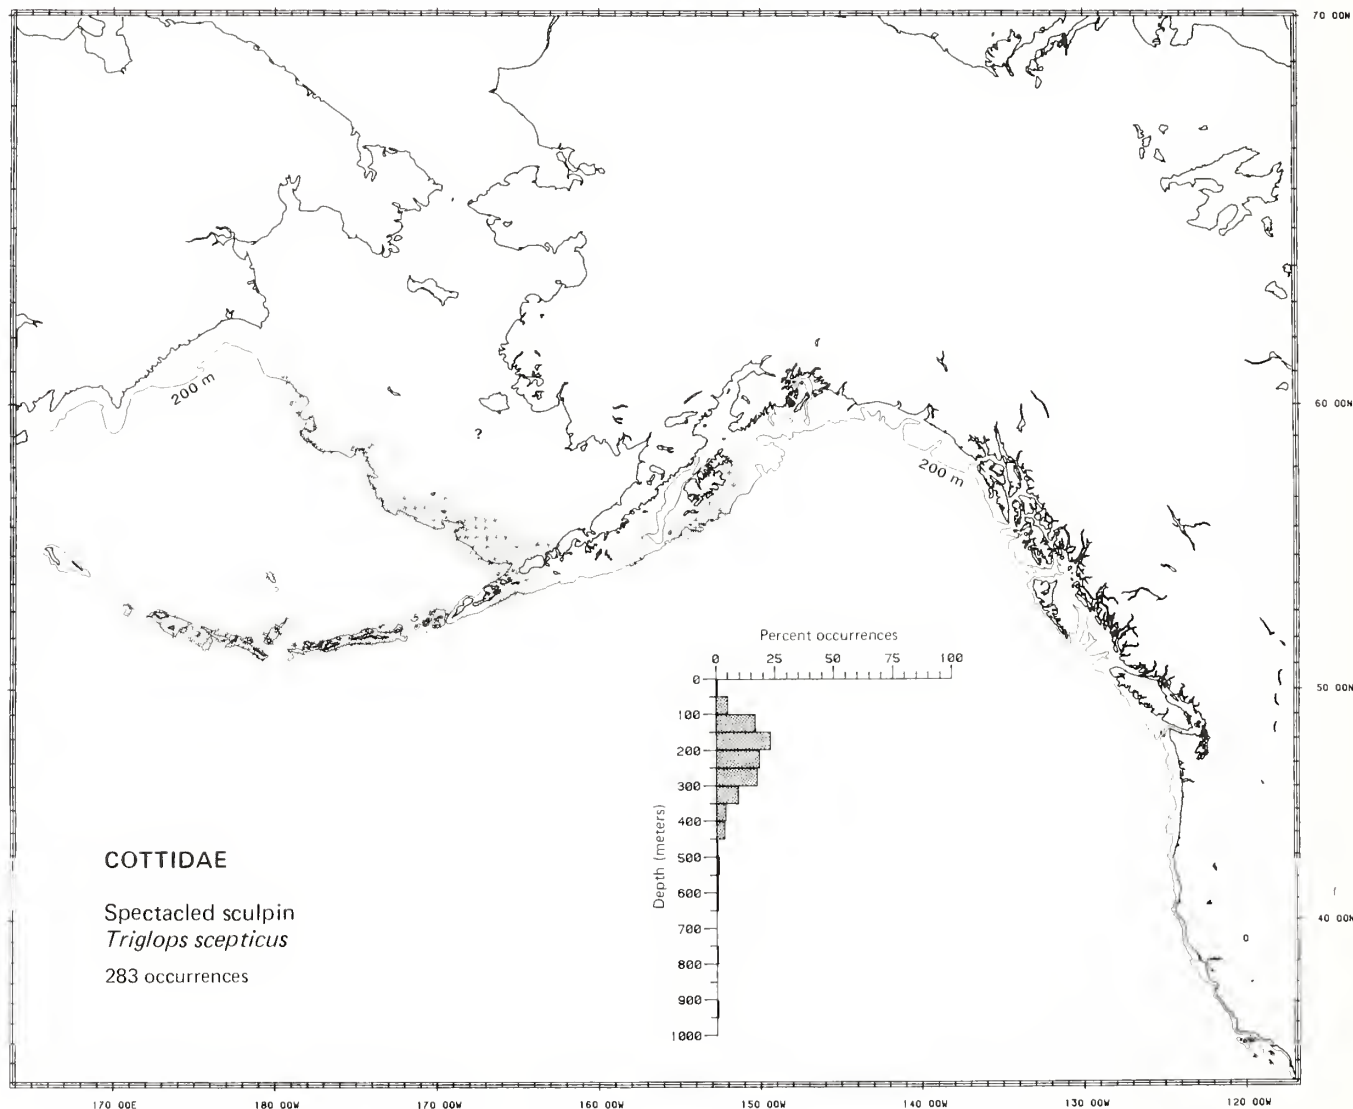 70 00N
200 m
60 00N
?
200 m
Percent occurrences
0 25 50 75 100
50 00N
0
100
200
300
400
500
600
700
800
900
1000
Depth (meters)
COTTIDAE
Spectacled sculpin
Triglops scepticus
283 occurrences
40 00N
170 00E 180 00W 170 00W 160 00W 150 00W 140 00W 130 00W 120 00W